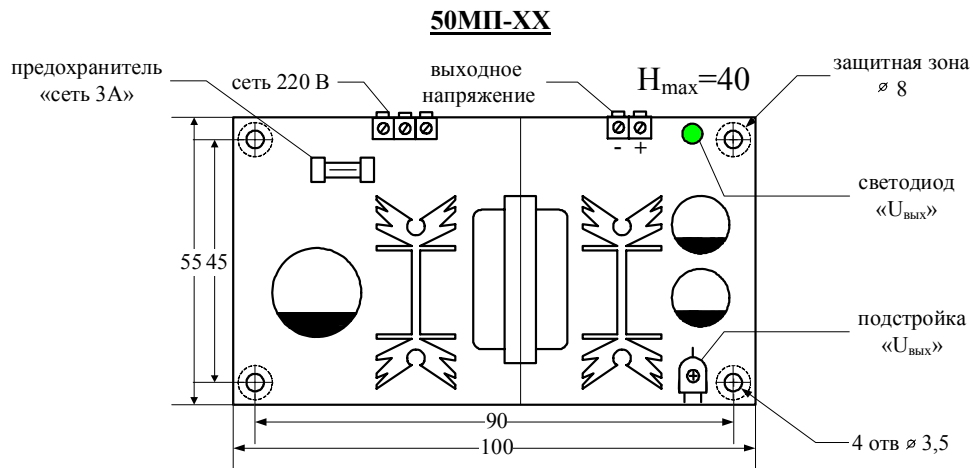 50МП-XX
предохранитель
«сеть 3А»
сеть 220 В
выходное
напряжение
Hmax=40
защитная зона
⌀ 8
- +
светодиод
«Uвых»
55
45
подстройка
«Uвых»
90
100
4 отв ⌀ 3,5